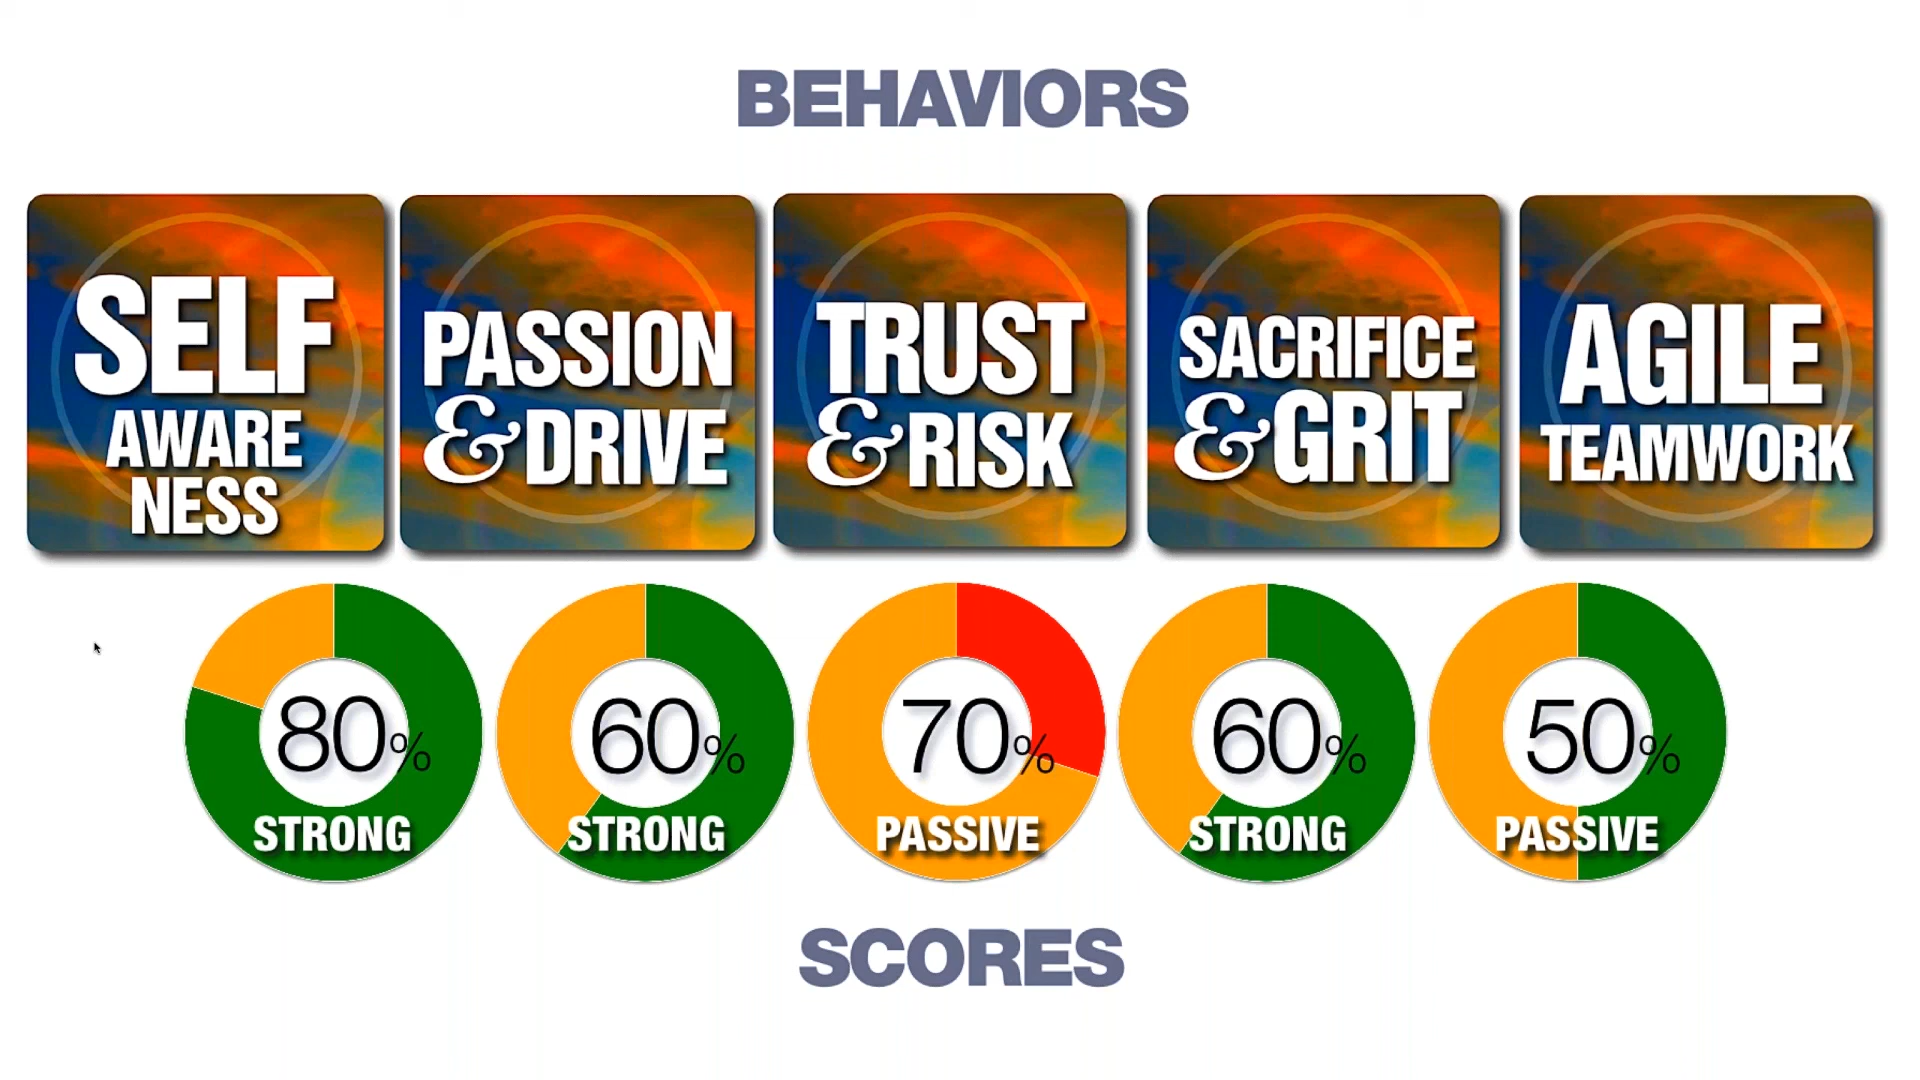 BEHAVIORS
SELF
AWARE
NESS
PASSION
& DRIVE
TRUST
& RISK
SACRIFICE
& GRIT
AGILE
TEAMWORK
80%
STRONG
60%
STRONG
70%
PASSIVE
60%
STRONG
50%
PASSIVE
SCORES